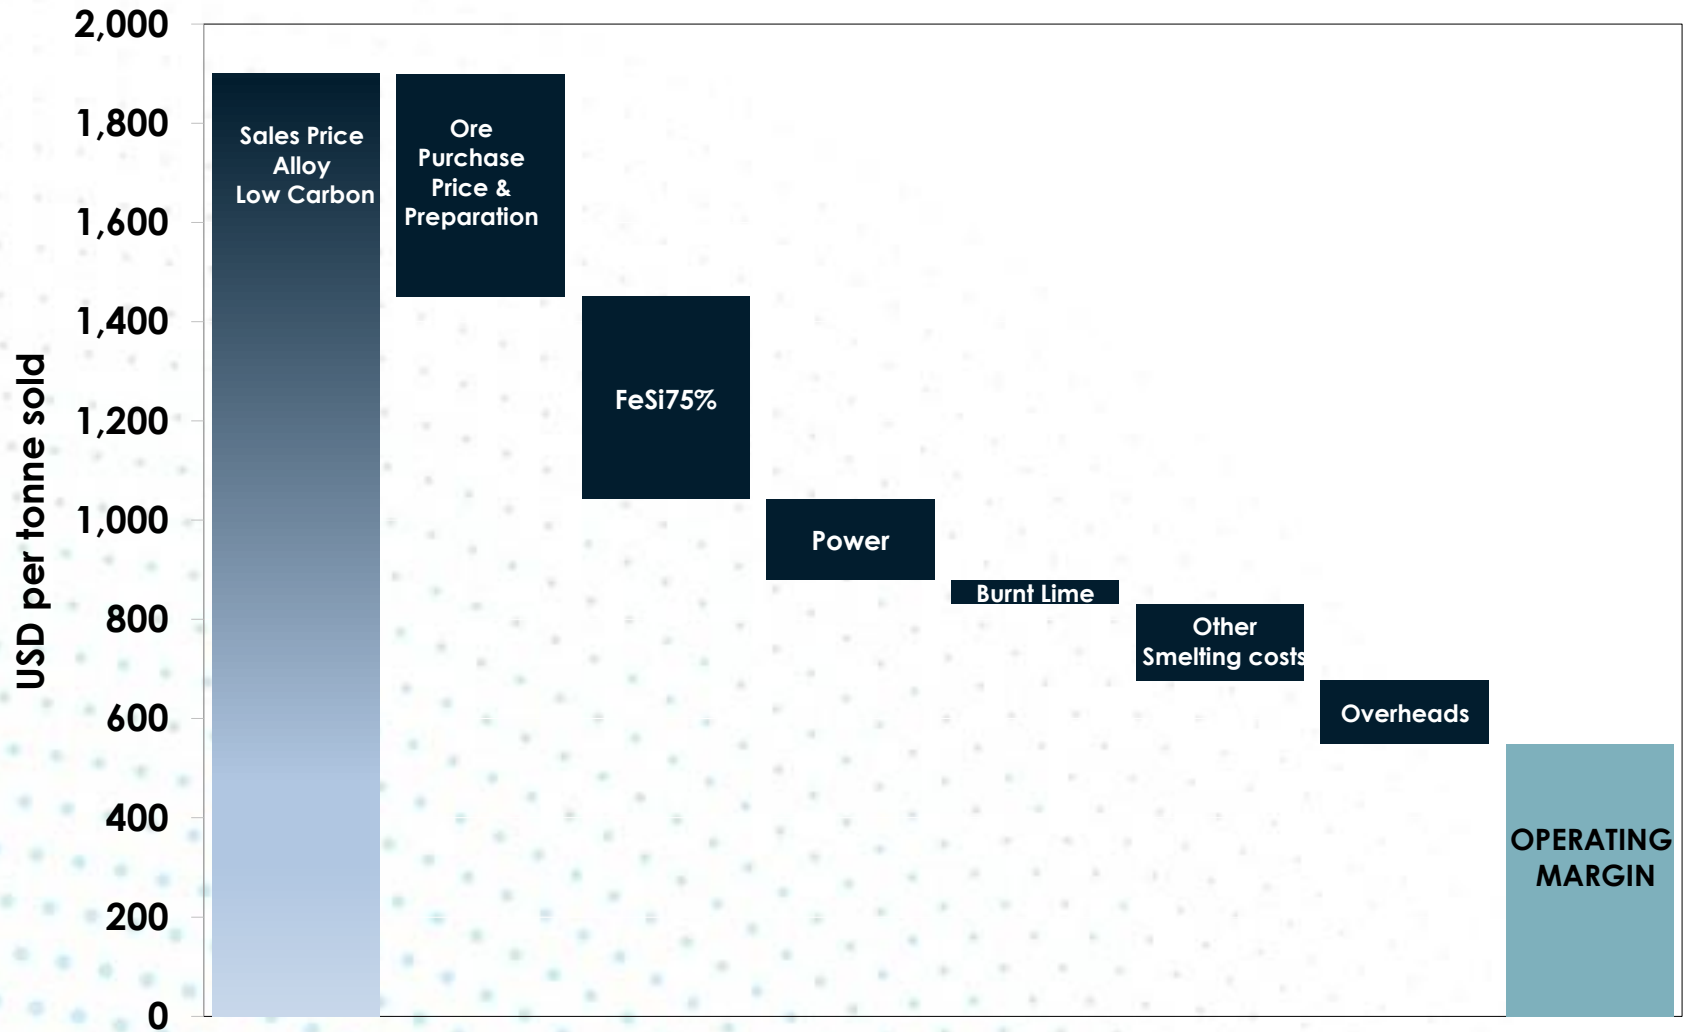 2,000
1,800
1,600
1,400
1,200
1,000
800
600
400
200
0
USD per tonne sold
Sales Price
Alloy
Low Carbon
Ore
Purchase
Price &
Preparation
FeSi75%
Power
Burnt Lime
Other
Smelting costs
Overheads
OPERATING
MARGIN